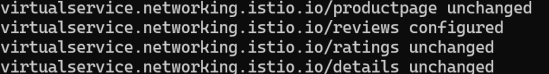 virtualservice.networking.istio.io/productpage unchanged
virtualservice.networking.istio.io/reviews configured
virtualservice.networking.istio.io/ratings unchanged
virtualservice.networking.istio.io/details unchanged